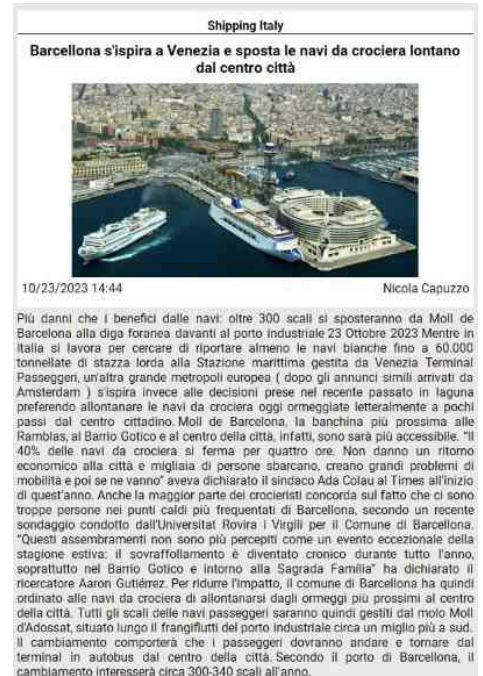 Shipping Italy
Barcellona s'ispira a Venezia e sposta le navi da crociera lontano
dal centro città
10/23/2023 14:44 Nicola Capuzzo
Più danni che i benefici dalle navi: oltre 300 scali si sposteranno da Moll de
Barcelona alla diga foranea davanti al porto industriale 23 Ottobre 2023 Mentre in
Italia si lavora per cercare di riportare almeno le navi bianche fino a 60.000
tonnellate di stazza lorda alla Stazione marittima gestita da Venezia Terminal
Passeggeri, un'altra grande metropoli europea ( dopo gli annunci simili arrivati da
Amsterdam ) s'ispira invece alle decisioni prese nel recente passato in laguna
preferendo allontanare le navi da crociera oggi ormeggiate letteralmente a pochi
passi dal centro cittadino. Moll de Barcelona, la banchina più prossima alle
Ramblas, al Barrio Gotico e al centro della città, infatti, sono sarà più accessibile. "Il
40% delle navi da crociera si ferma per quattro ore. Non danno un ritorno
economico alla città e migliaia di persone sbarcano, creano grandi problemi di
mobilità e poi se ne vanno" aveva dichiarato il sindaco Ada Colau al Times all'inizio
di quest'anno. Anche la maggior parte dei crocieristi concorda sul fatto che ci sono
troppe persone nei punti caldi più frequentati di Barcellona, secondo un recente
sondaggio condotto dall'Universitat Rovira i Virgili per il Comune di Barcellona.
"Questi assembramenti non sono più percepiti come un evento eccezionale della
stagione estiva: il sovraffollamento è diventato cronico durante tutto l'anno,
soprattutto nel Barrio Gotico e intorno alla Sagrada Família" ha dichiarato il
ricercatore Aaron Gutiérrez. Per ridurre l'impatto, il comune di Barcellona ha quindi
ordinato alle navi da crociera di allontanarsi dagli ormeggi più prossimi al centro
della città. Tutti gli scali delle navi passeggeri saranno quindi gestiti dal molo Moll
d'Adossat, situato lungo il frangiflutti del porto industriale circa un miglio più a sud.
Il cambiamento comporterà che i passeggeri dovranno andare e tornare dal
terminal in autobus dal centro della città. Secondo il porto di Barcellona, il
cambiamento interesserà circa 300-340 scali all'anno.